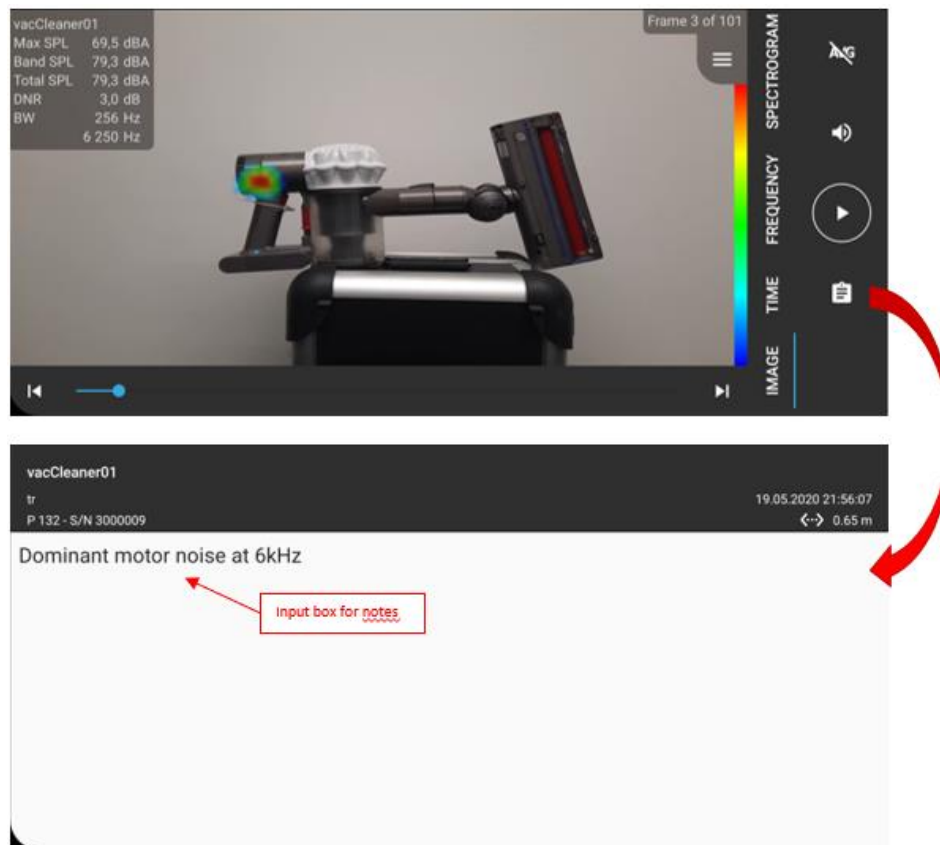 vacCleaner01
Max SPL 69,5 dBA
Band SPL 79,3 dBA
Total SPL 79,3 dBA
DNR 3,0 dB
BW 256 Hz
6 250 Hz
Frame 3 of 101
SPECTROGRAM
FREQUENCY
TIME
IMAGE
AVG
vacCleaner01
tr
19.05.2020 21:56:07
P 132 - S/N 3000009
0.65 m
Dominant motor noise at 6kHz
Input box for notes